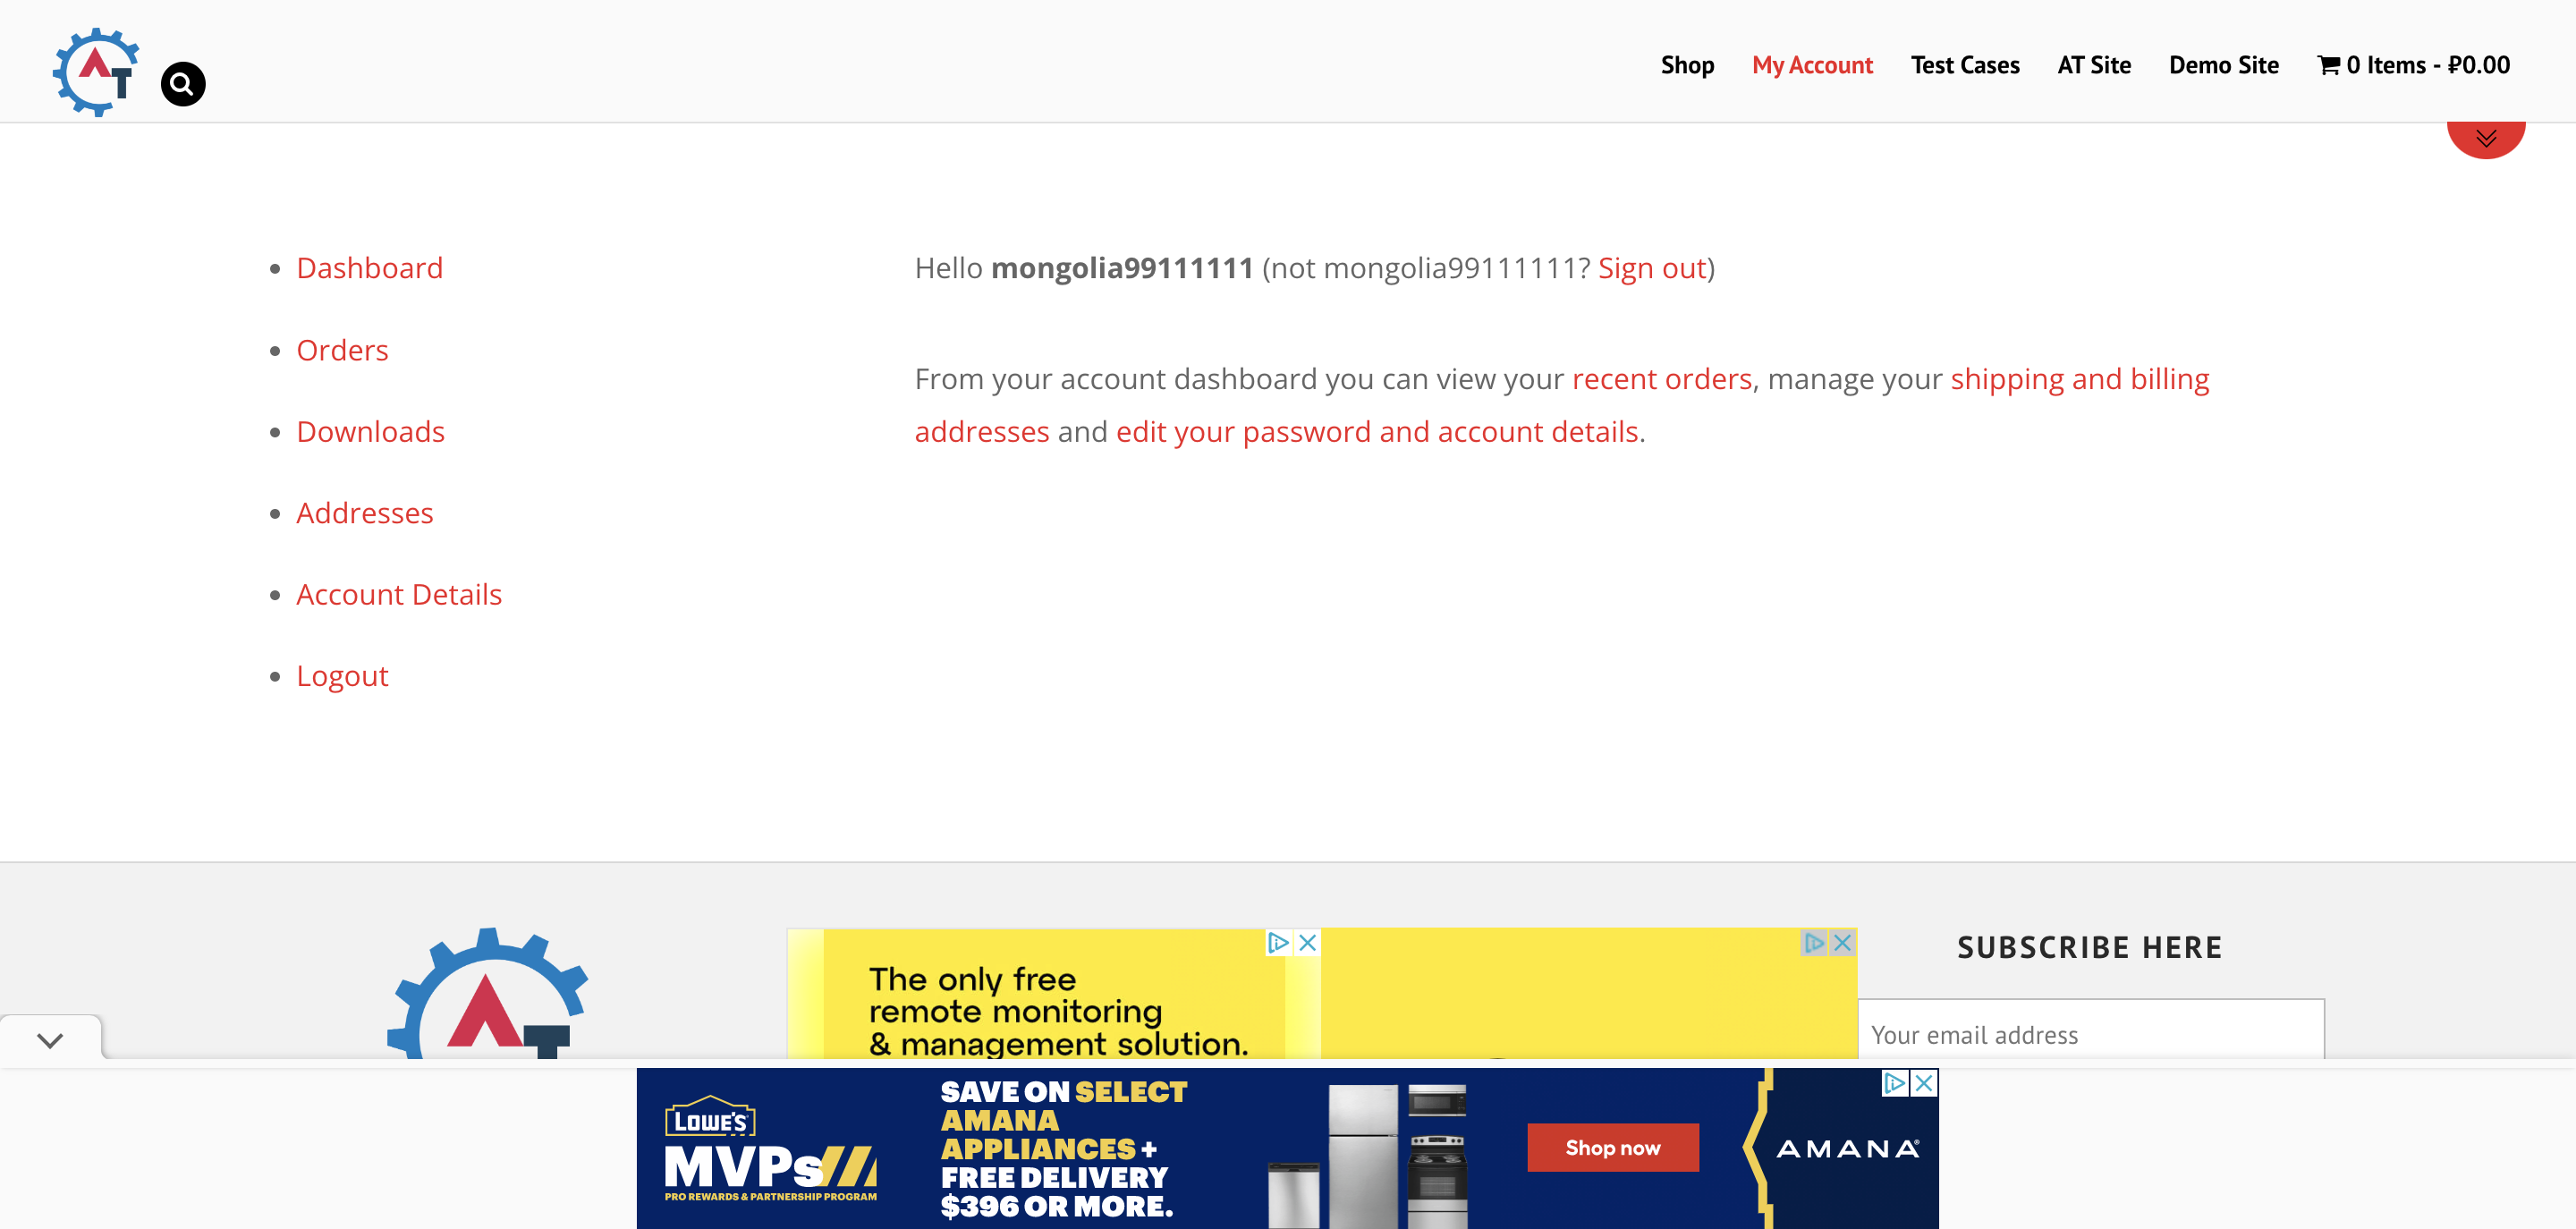 AT
Shop My Account Test Cases AT Site Demo Site 0 Items - ₽0.00
Dashboard
Orders
Downloads
Addresses
Account Details
Logout
Hello mongolia99111111 (not mongolia99111111? Sign out)
From your account dashboard you can view your recent orders, manage your shipping and billing
addresses and edit your password and account details.
AT
The only free
remote monitoring
& management solution.
SUBSCRIBE HERE
Your email address
LOWE'S
MVPs
PRO REWARDS & PARTNERSHIP PROGRAM
SAVE ON SELECT
AMANA
APPLIANCES +
FREE DELIVERY
$396 OR MORE.
Shop now
AMANA®